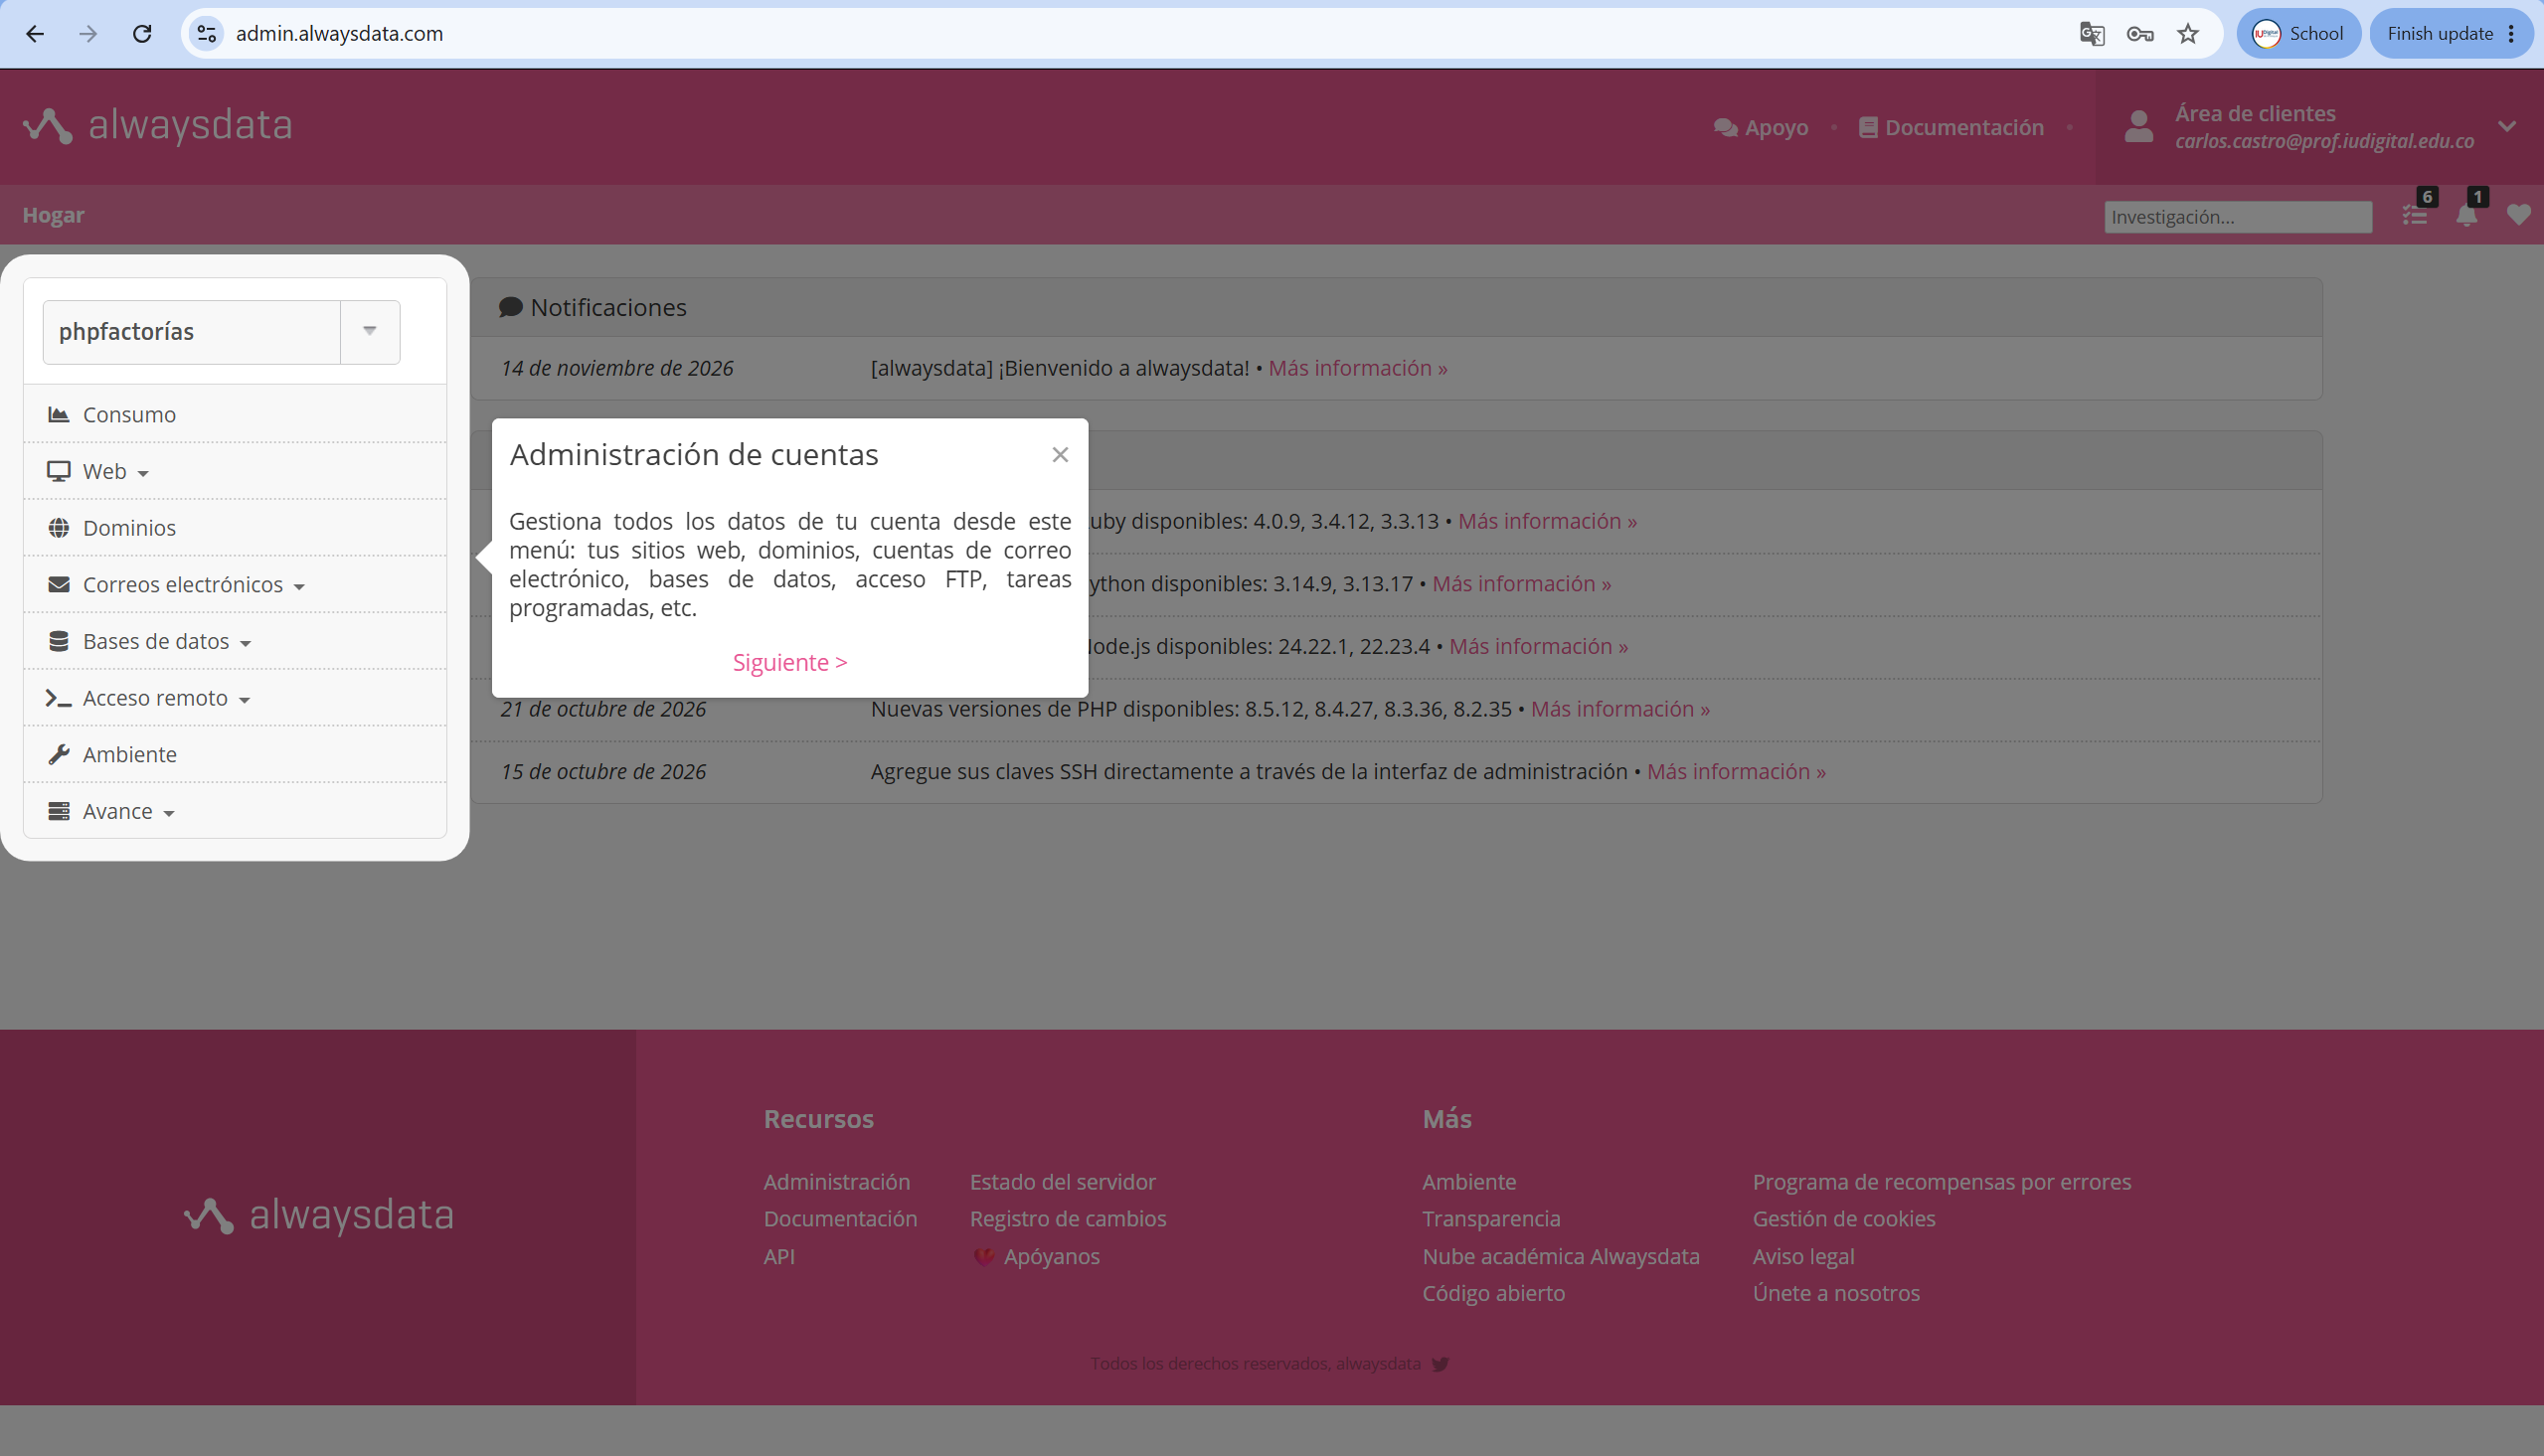 admin.alwaysdata.com
School
Finish update
alwaysdata
Apoyo • Documentación •
Área de clientes
carlos.castro@prof.iudigital.edu.co
Hogar
Investigación...
6
1
phpfactorías
Consumo
Web
Dominios
Correos electrónicos
Bases de datos
Acceso remoto
Ambiente
Avance
Notificaciones
14 de noviembre de 2026 [alwaysdata] ¡Bienvenido a alwaysdata! • Más información »
Administración de cuentas ×
Gestiona todos los datos de tu cuenta desde este
menú: tus sitios web, dominios, cuentas de correo
electrónico, bases de datos, acceso FTP, tareas
programadas, etc.
Siguiente >
disponibles: 4.0.9, 3.4.12, 3.3.13 • Más información »
disponibles: 3.14.9, 3.13.17 • Más información »
disponibles: 24.22.1, 22.23.4 • Más información »
21 de octubre de 2026 Nuevas versiones de PHP disponibles: 8.5.12, 8.4.27, 8.3.36, 8.2.35 • Más información »
15 de octubre de 2026 Agregue sus claves SSH directamente a través de la interfaz de administración • Más información »
alwaysdata
Recursos
Administración
Documentación
API
Estado del servidor
Registro de cambios
Apóyanos
Más
Ambiente
Transparencia
Nube académica Alwaysdata
Código abierto
Programa de recompensas por errores
Gestión de cookies
Aviso legal
Únete a nosotros
Todos los derechos reservados, alwaysdata